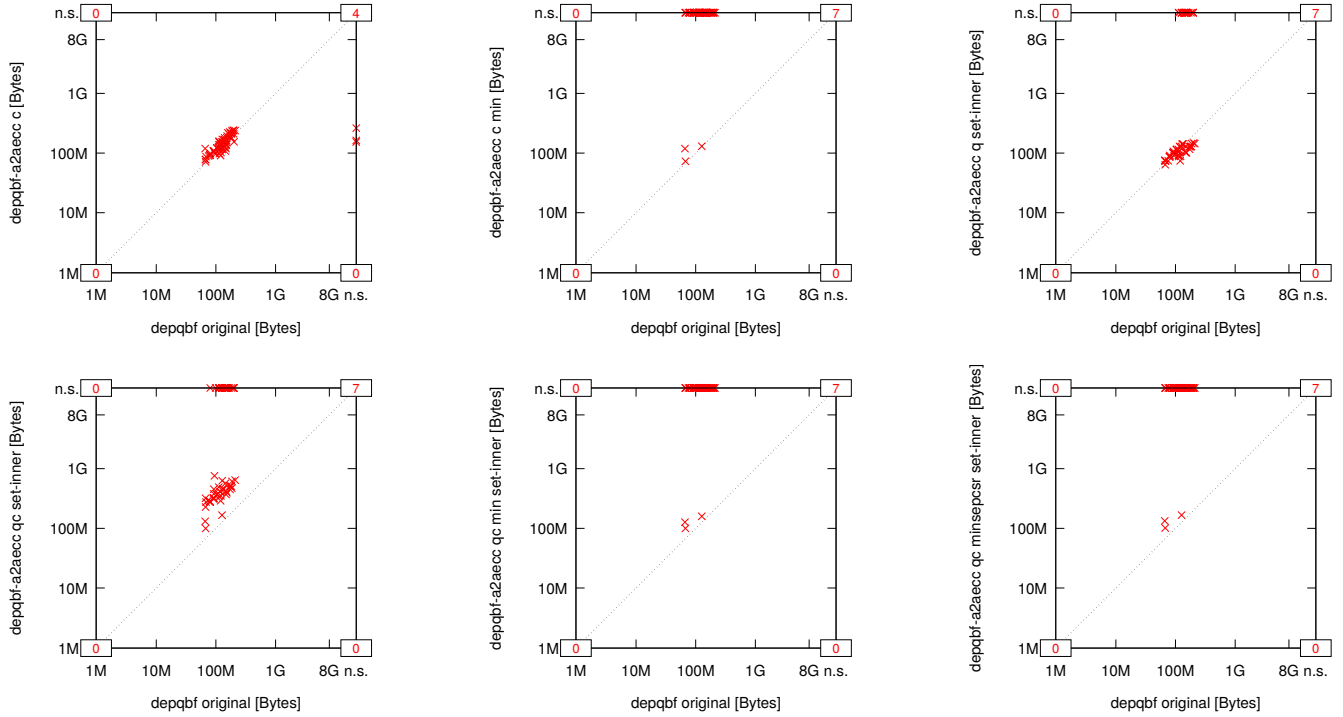 n.s. 0 4
8G
1G
100M
10M
1M 0 0
1M 10M 100M 1G 8G n.s.
depqbf original [Bytes]
depqbf-a2aecc c [Bytes]
n.s. 0 7
8G
1G
100M
10M
1M 0 0
1M 10M 100M 1G 8G n.s.
depqbf original [Bytes]
depqbf-a2aecc c min [Bytes]
n.s. 0 7
8G
1G
100M
10M
1M 0 0
1M 10M 100M 1G 8G n.s.
depqbf original [Bytes]
depqbf-a2aecc q set-inner [Bytes]
n.s. 0 7
8G
1G
100M
10M
1M 0 0
1M 10M 100M 1G 8G n.s.
depqbf original [Bytes]
depqbf-a2aecc qc set-inner [Bytes]
n.s. 0 7
8G
1G
100M
10M
1M 0 0
1M 10M 100M 1G 8G n.s.
depqbf original [Bytes]
depqbf-a2aecc qc min set-inner [Bytes]
n.s. 0 7
8G
1G
100M
10M
1M 0 0
1M 10M 100M 1G 8G n.s.
depqbf original [Bytes]
depqbf-a2aecc qc minsepcsr set-inner [Bytes]